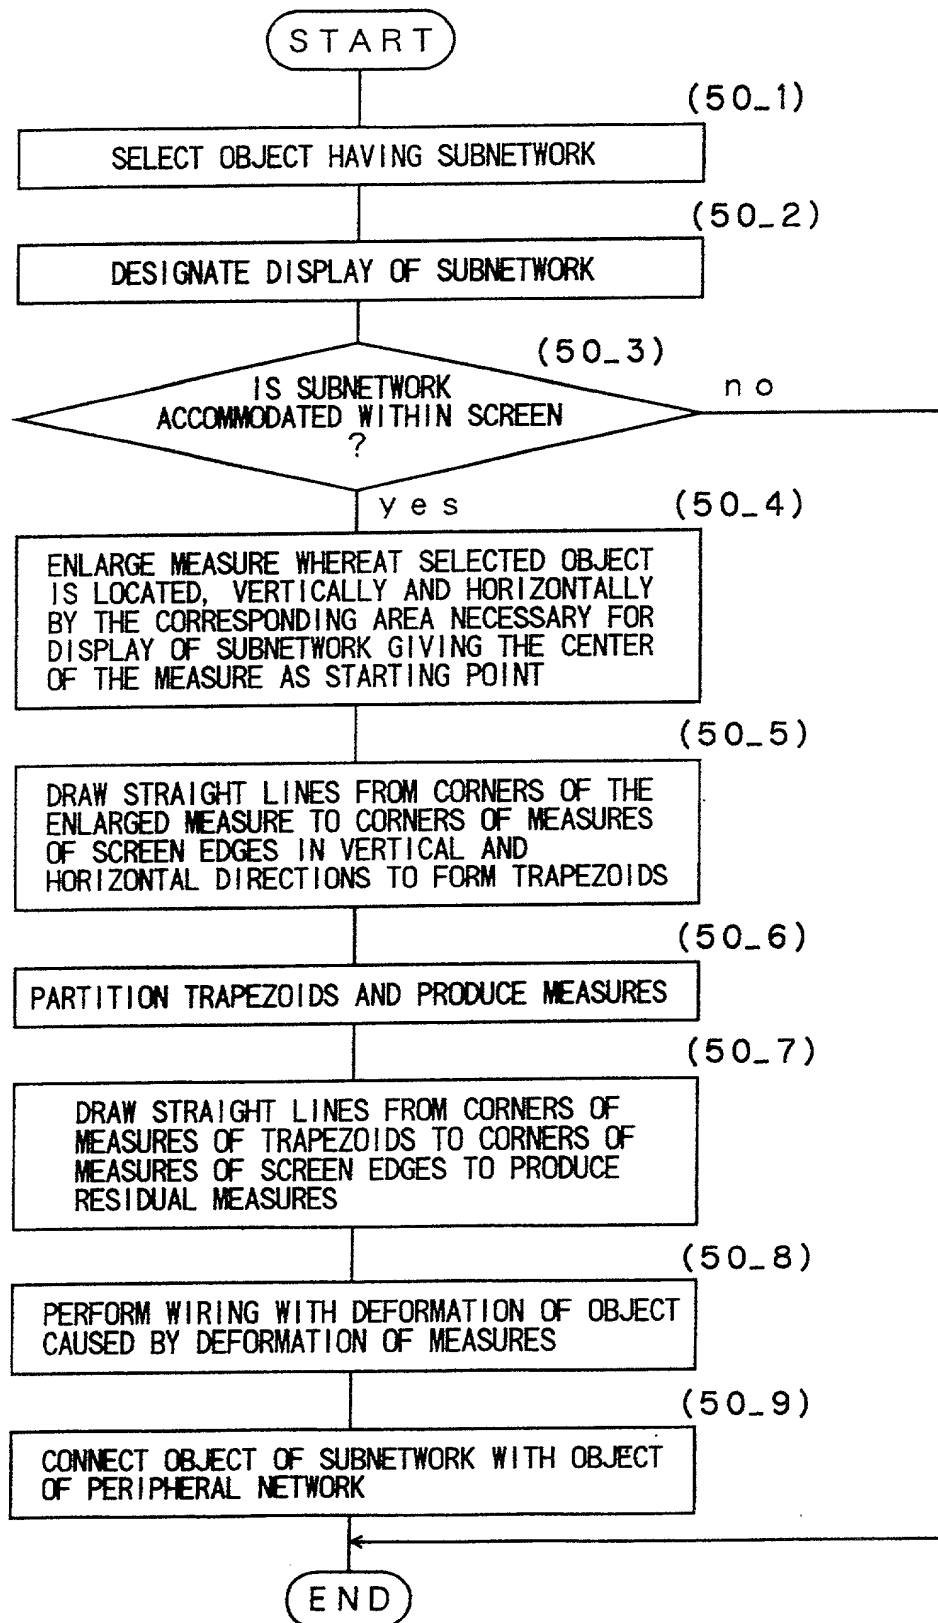 START
(50_1)
SELECT OBJECT HAVING SUBNETWORK
(50_2)
DESIGNATE DISPLAY OF SUBNETWORK
(50_3)
IS SUBNETWORK
ACCOMMODATED WITHIN SCREEN
?
no
yes
(50_4)
ENLARGE MEASURE WHEREAT SELECTED OBJECT
IS LOCATED, VERTICALLY AND HORIZONTALLY
BY THE CORRESPONDING AREA NECESSARY FOR
DISPLAY OF SUBNETWORK GIVING THE CENTER
OF THE MEASURE AS STARTING POINT
(50_5)
DRAW STRAIGHT LINES FROM CORNERS OF THE
ENLARGED MEASURE TO CORNERS OF MEASURES
OF SCREEN EDGES IN VERTICAL AND
HORIZONTAL DIRECTIONS TO FORM TRAPEZOIDS
(50_6)
PARTITION TRAPEZOIDS AND PRODUCE MEASURES
(50_7)
DRAW STRAIGHT LINES FROM CORNERS OF
MEASURES OF TRAPEZOIDS TO CORNERS OF
MEASURES OF SCREEN EDGES TO PRODUCE
RESIDUAL MEASURES
(50_8)
PERFORM WIRING WITH DEFORMATION OF OBJECT
CAUSED BY DEFORMATION OF MEASURES
(50_9)
CONNECT OBJECT OF SUBNETWORK WITH OBJECT
OF PERIPHERAL NETWORK
END